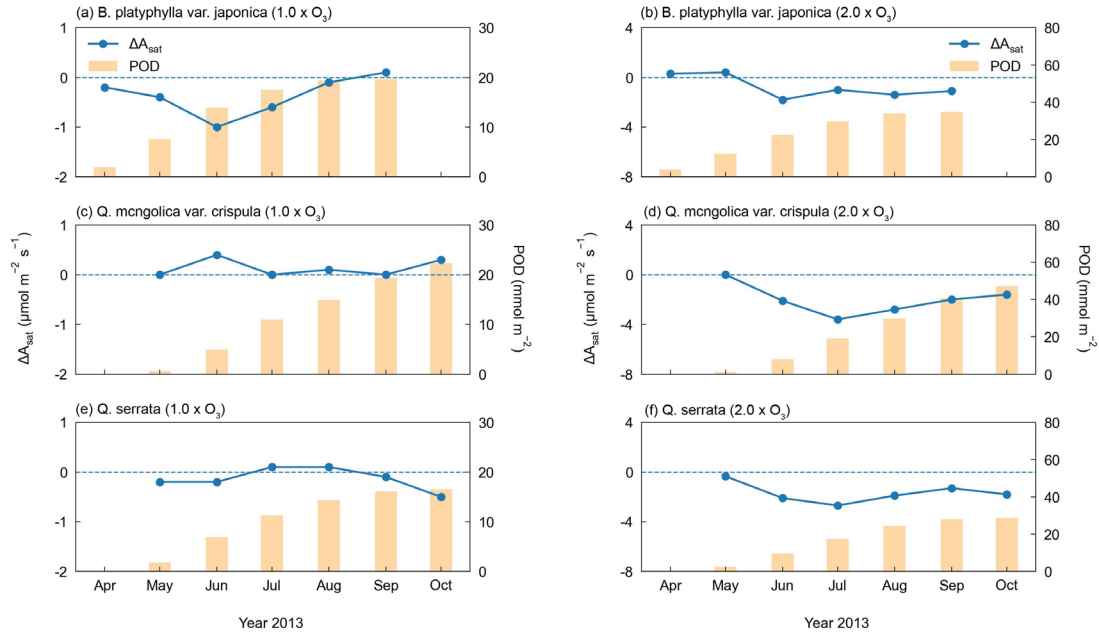 (a) B. platyphylla var. japonica (1.0 x O₃)
1
0
-1
-2
30
20
10
0
ΔA_sat
POD
(b) B. platyphylla var. japonica (2.0 x O₃)
4
0
-4
-8
80
60
40
20
0
ΔA_sat
POD
(c) Q. mcngolica var. crispula (1.0 x O₃)
1
0
-1
-2
30
20
10
0
(d) Q. mcngolica var. crispula (2.0 x O₃)
4
0
-4
-8
80
60
40
20
0
ΔA_sat (μmol m⁻² s⁻¹)
POD (mmol m⁻²)
ΔA_sat (μmol m⁻² s⁻¹)
POD (mmol m⁻²)
(e) Q. serrata (1.0 x O₃)
1
0
-1
-2
30
20
10
0
Apr May Jun Jul Aug Sep Oct
Year 2013
(f) Q. serrata (2.0 x O₃)
4
0
-4
-8
80
60
40
20
0
Apr May Jun Jul Aug Sep Oct
Year 2013